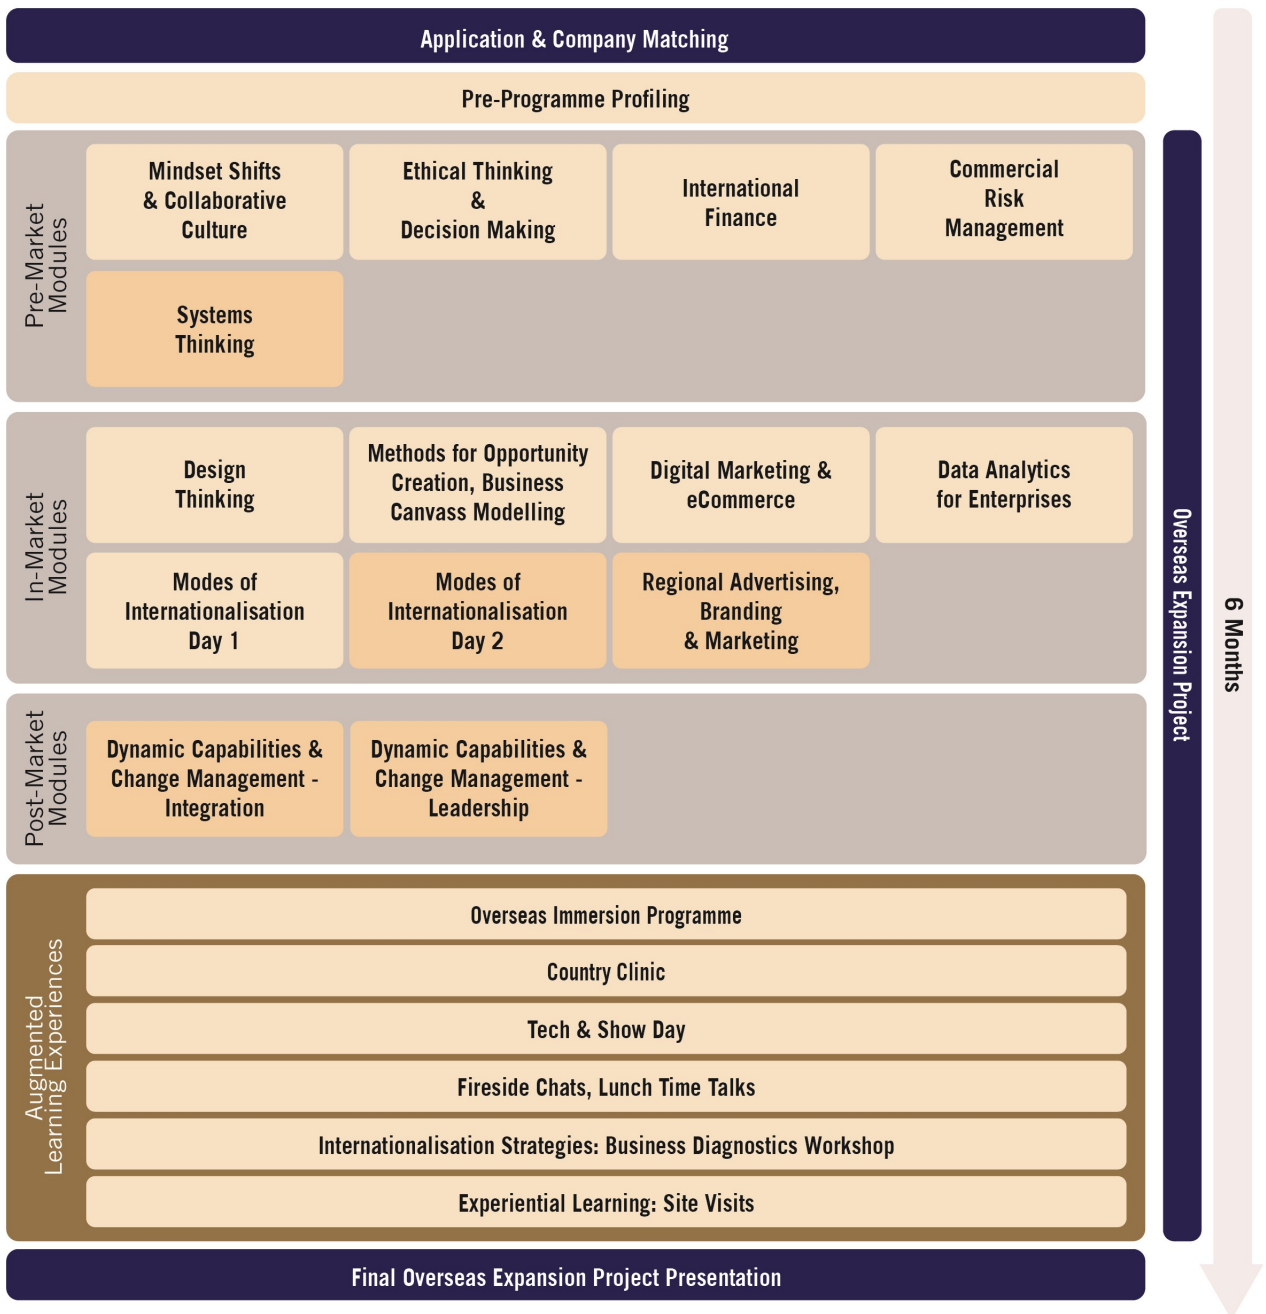 Application & Company Matching
Pre-Programme Profiling
Pre-Market
Modules
Mindset Shifts
& Collaborative
Culture
Ethical Thinking
&
Decision Making
International
Finance
Commercial
Risk
Management
Systems
Thinking
In-Market
Modules
Design
Thinking
Methods for Opportunity
Creation, Business
Canvass Modelling
Digital Marketing &
eCommerce
Data Analytics
for Enterprises
Modes of
Internationalisation
Day 1
Modes of
Internationalisation
Day 2
Regional Advertising,
Branding
& Marketing
Post-Market
Modules
Dynamic Capabilities &
Change Management -
Integration
Dynamic Capabilities &
Change Management -
Leadership
Augmented
Learning Experiences
Overseas Immersion Programme
Country Clinic
Tech & Show Day
Fireside Chats, Lunch Time Talks
Internationalisation Strategies: Business Diagnostics Workshop
Experiential Learning: Site Visits
Final Overseas Expansion Project Presentation
Overseas Expansion Project
6 Months